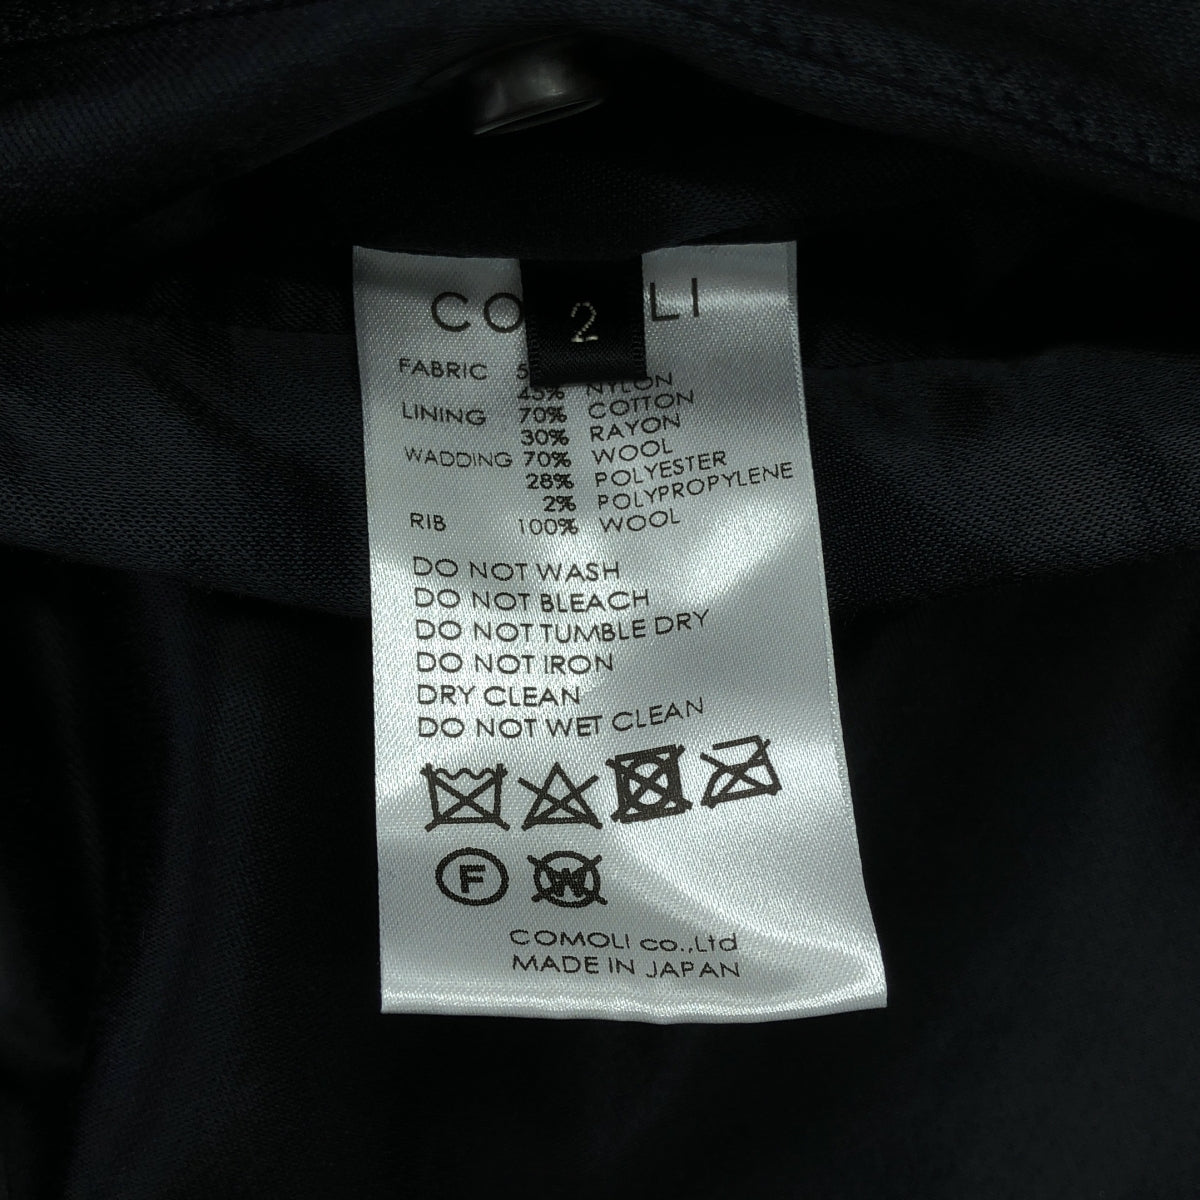 2
FABRIC
45% NYLON
LINING 70% COTTON
30% RAYON
WADDING 70% WOOL
28% POLYESTER
2% POLYPROPYLENE
RIB 100% WOOL
DO NOT WASH
DO NOT BLEACH
DO NOT TUMBLE DRY
DO NOT IRON
DRY CLEAN
DO NOT WET CLEAN
F W
COMOLI co.,Ltd
MADE IN JAPAN